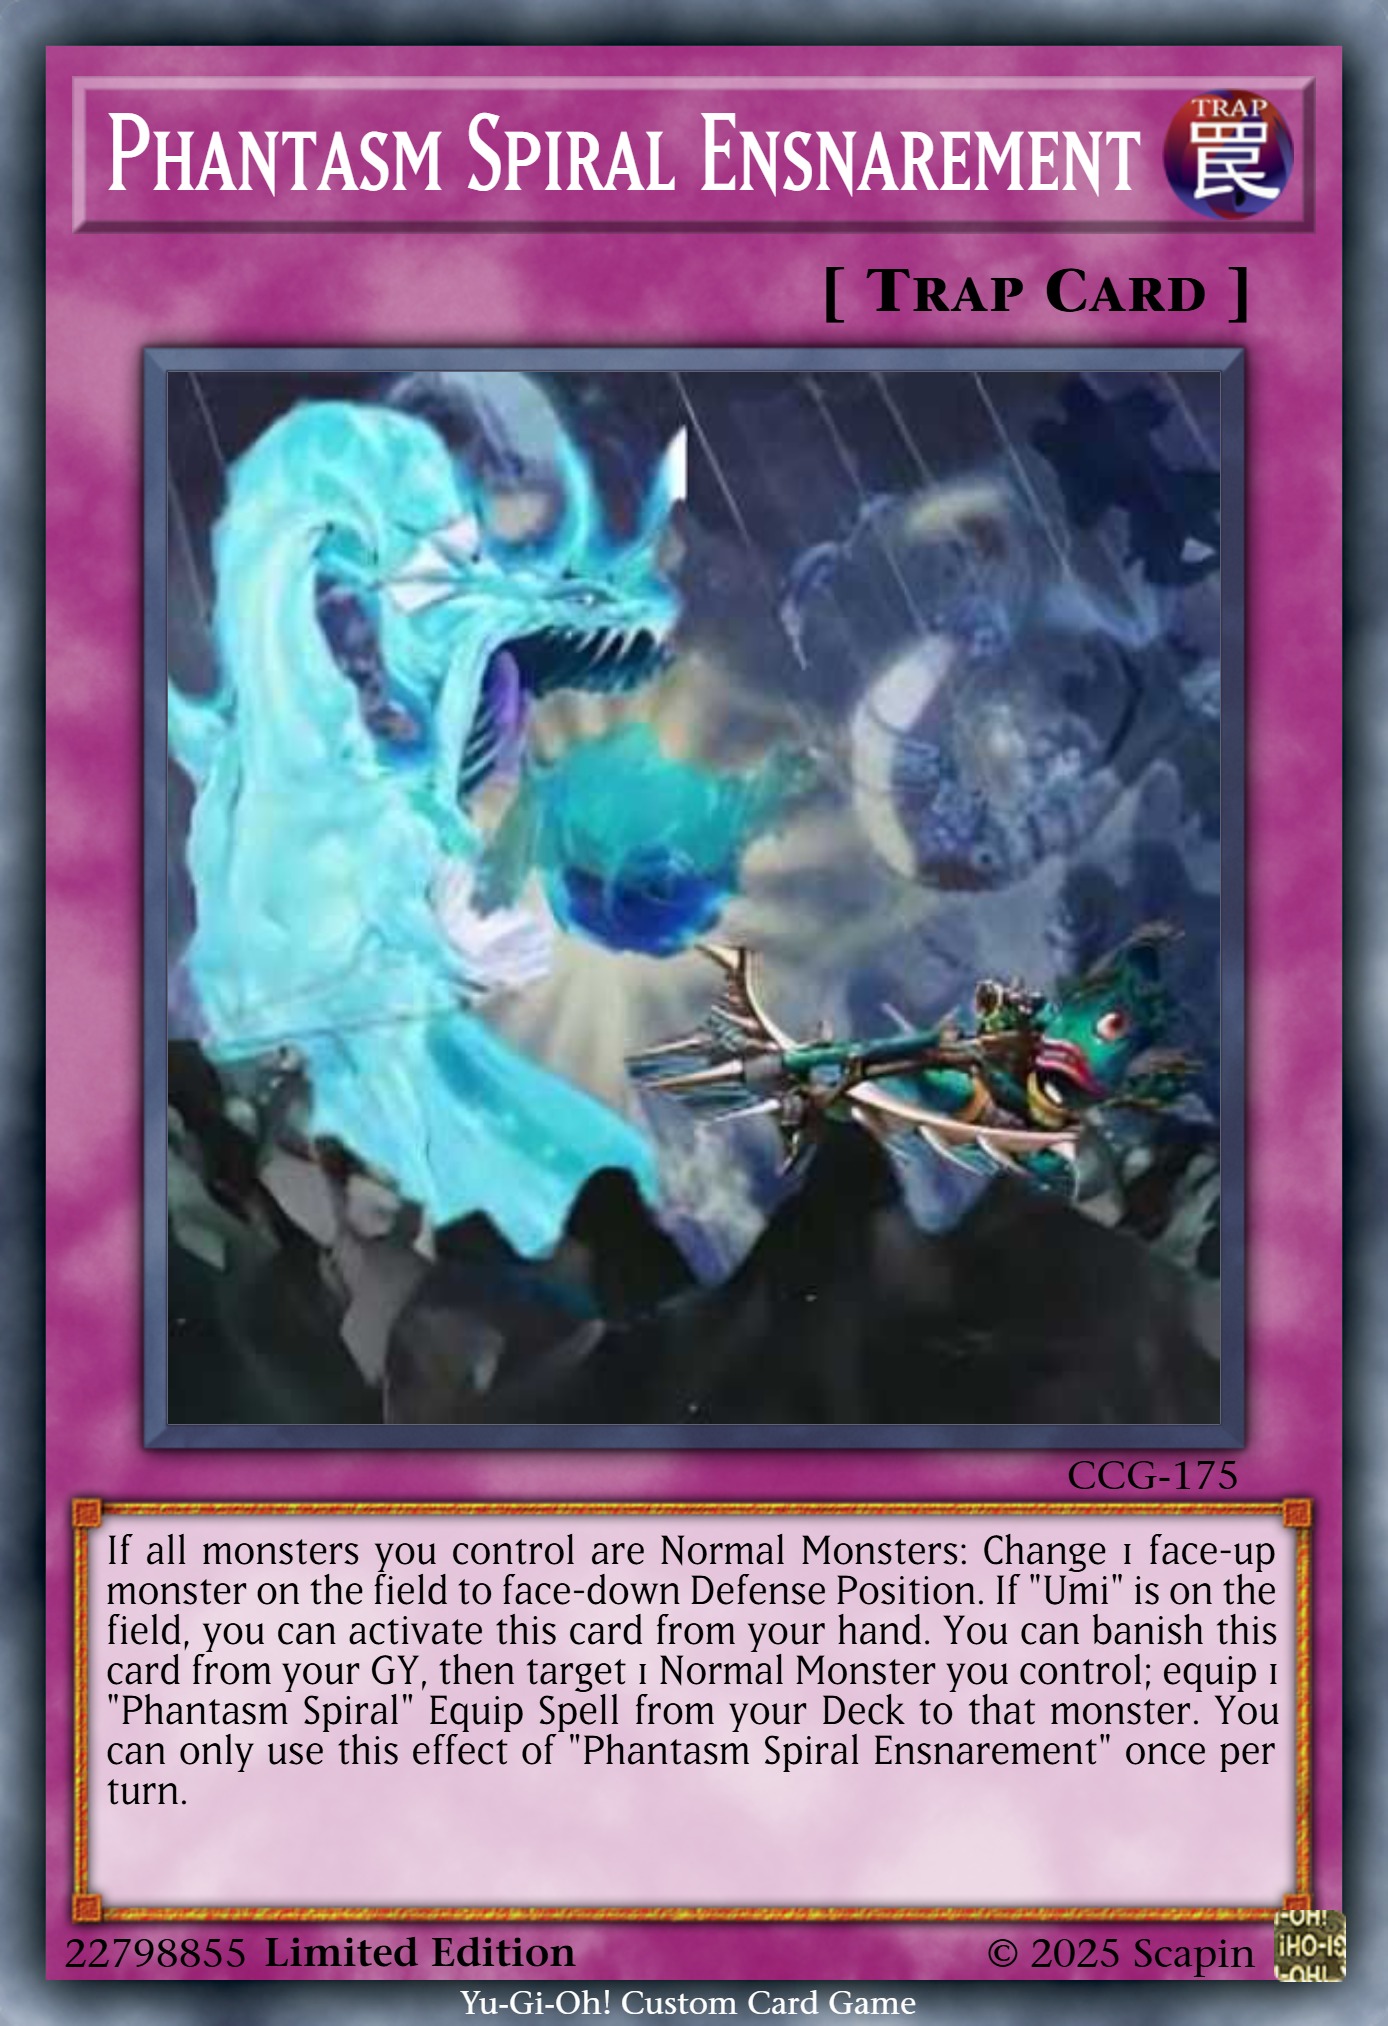 Phantasm Spiral Ensnarement
TRAP
罠
[ Trap Card ]
CCG-175
If all monsters you control are Normal Monsters: Change 1 face-up
monster on the field to face-down Defense Position. If "Umi" is on the
field, you can activate this card from your hand. You can banish this
card from your GY, then target 1 Normal Monster you control; equip 1
"Phantasm Spiral" Equip Spell from your Deck to that monster. You
can only use this effect of "Phantasm Spiral Ensnarement" once per
turn.
22798855 Limited Edition
© 2025 Scapin
Yu-Gi-Oh! Custom Card Game